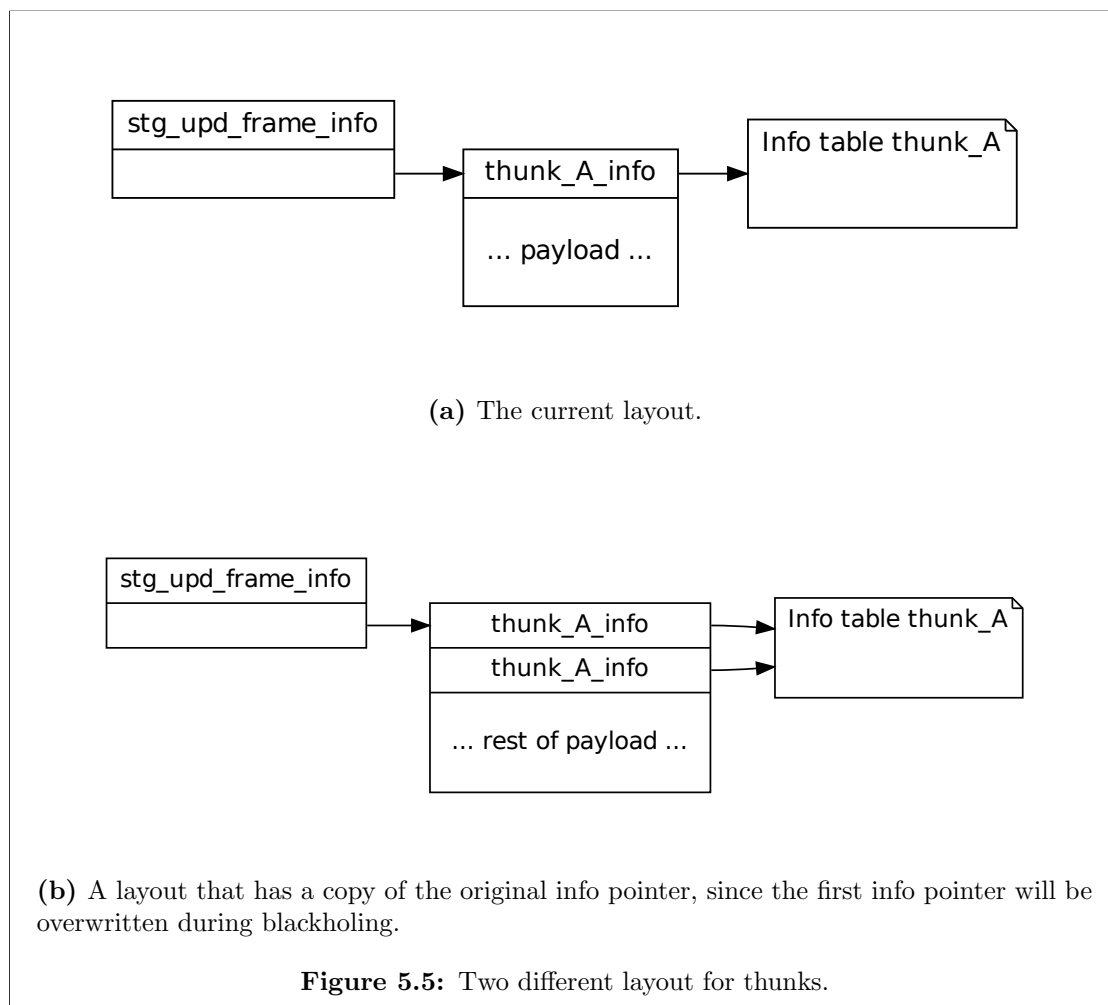 stg_upd_frame_info
thunk_A_info
Info table thunk_A
... payload ...
(a) The current layout.
stg_upd_frame_info
thunk_A_info
Info table thunk_A
thunk_A_info
... rest of payload ...
(b) A layout that has a copy of the original info pointer, since the first info pointer will be
overwritten during blackholing.
Figure 5.5: Two different layout for thunks.